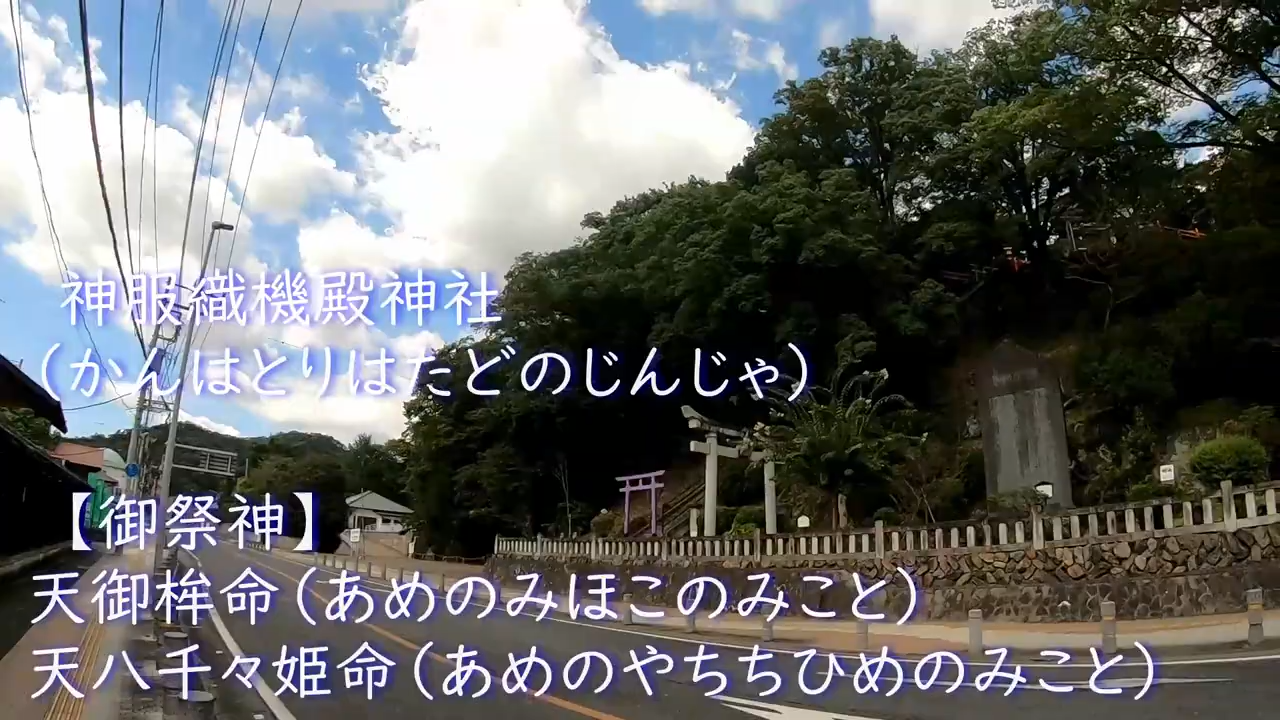 神服織機殿神社
(かんはとりはたどのじんじゃ)
【御祭神】
天御桙命(あめのみほこのみこと)
天八千々姫命(あめのやちちひめのみこと)